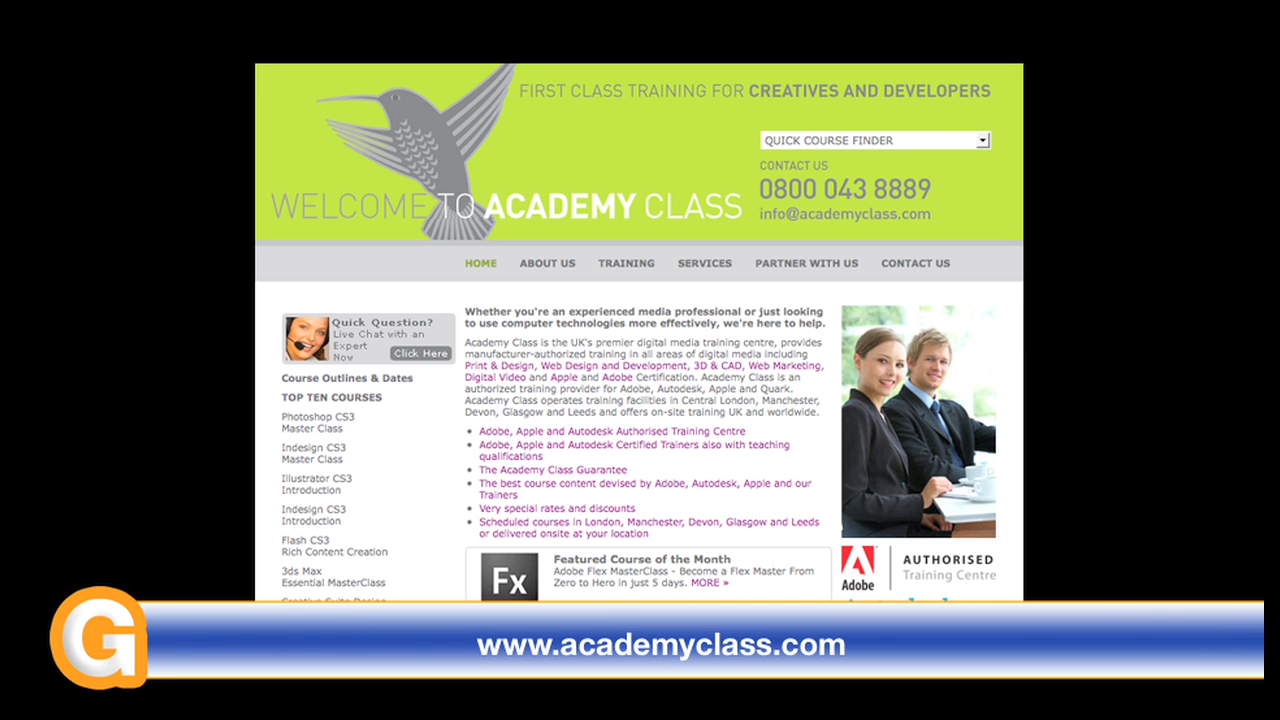 FIRST CLASS TRAINING FOR CREATIVES AND DEVELOPERS
QUICK COURSE FINDER
CONTACT US
0800 043 8889
info@academyclass.com
WELCOME TO ACADEMY CLASS
HOME ABOUT US TRAINING SERVICES PARTNER WITH US CONTACT US
Quick Question?
Live Chat with an
Expert
Now
Click Here
Course Outlines & Dates
TOP TEN COURSES
Photoshop CS3
Master Class
Indesign CS3
Master Class
Illustrator CS3
Introduction
Indesign CS3
Introduction
Flash CS3
Rich Content Creation
3ds Max
Essential MasterClass
Creative Suite Design
Whether you're an experienced media professional or just looking
to use computer technologies more effectively, we're here to help.
Academy Class is the UK's premier digital media training centre, provides
manufacturer-authorized training in all areas of digital media including
Print & Design, Web Design and Development, 3D & CAD, Web Marketing,
Digital Video and Apple and Adobe Certification. Academy Class is an
authorized training provider for Adobe, Autodesk, Apple and Quark.
Academy Class operates training facilities in Central London, Manchester,
Devon, Glasgow and Leeds and offers on-site training UK and worldwide.
• Adobe, Apple and Autodesk Authorised Training Centre
• Adobe, Apple and Autodesk Certified Trainers also with teaching
qualifications
• The Academy Class Guarantee
• The best course content devised by Adobe, Autodesk, Apple and our
Trainers
• Very special rates and discounts
• Scheduled courses in London, Manchester, Devon, Glasgow and Leeds
or delivered onsite at your location
Fx
Featured Course of the Month
Adobe Flex MasterClass - Become a Flex Master From
Zero to Hero in just 5 days. MORE »
Adobe
AUTHORISED
Training Centre
G
www.academyclass.com